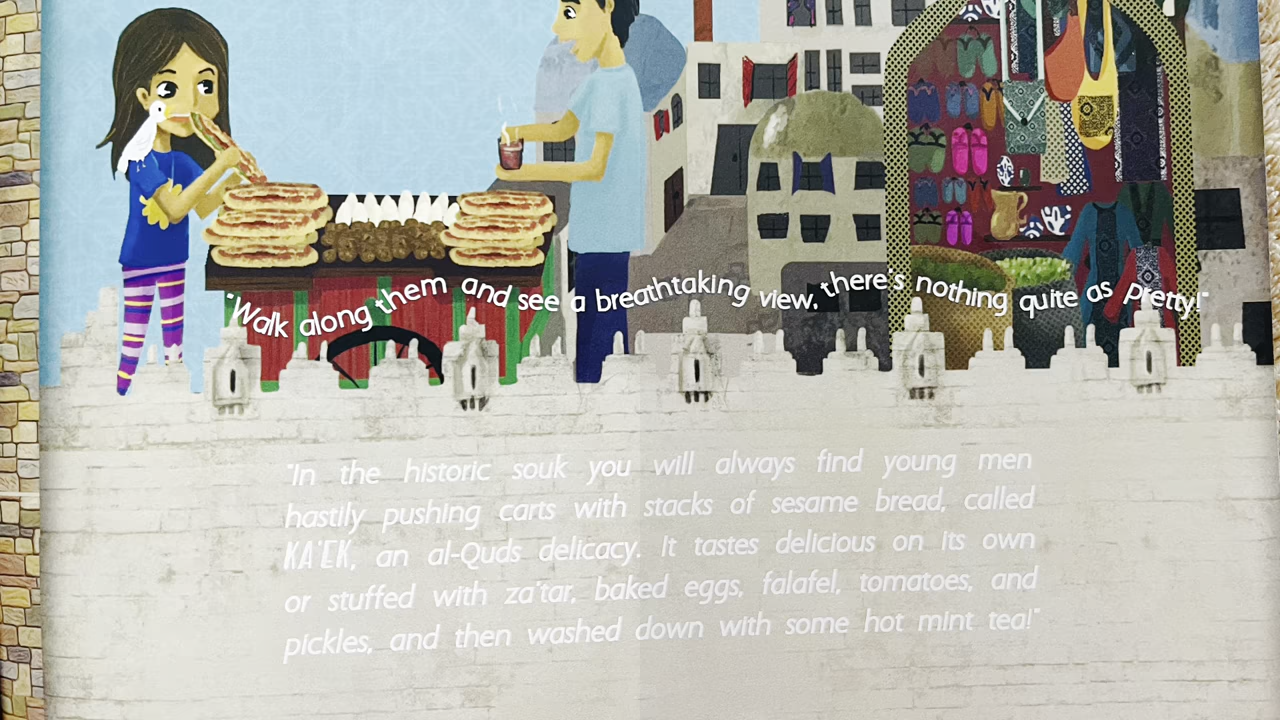 "Walk along them and see a breathtaking view, there's nothing quite as pretty!"
"In the historic souk you will always find young men
hastily pushing carts with stacks of sesame bread, called
KA'EK, an al-Quds delicacy. It tastes delicious on its own
or stuffed with za'tar, baked eggs, falafel, tomatoes, and
pickles, and then washed down with some hot mint tea!"